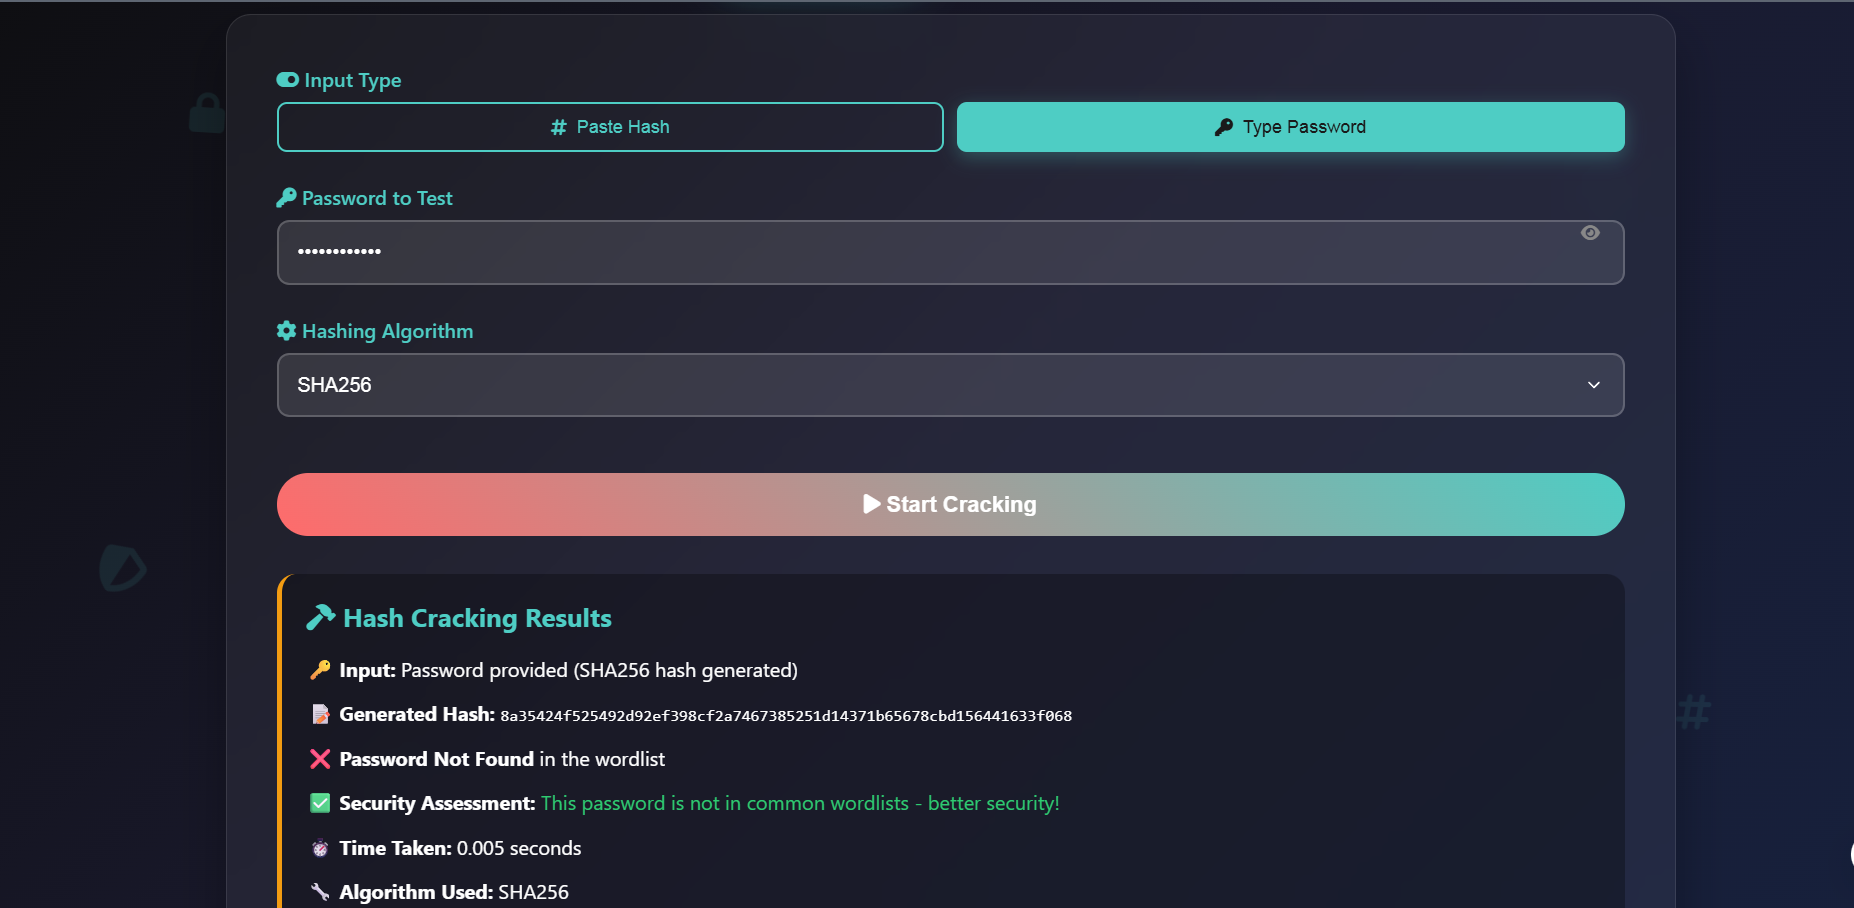 Input Type
# Paste Hash
Type Password
Password to Test
••••••••••••
Hashing Algorithm
SHA256
Start Cracking
Hash Cracking Results
Input: Password provided (SHA256 hash generated)
Generated Hash: 8a35424f525492d92ef398cf2a7467385251d14371b65678cbd156441633f068
Password Not Found in the wordlist
Security Assessment: This password is not in common wordlists - better security!
Time Taken: 0.005 seconds
Algorithm Used: SHA256